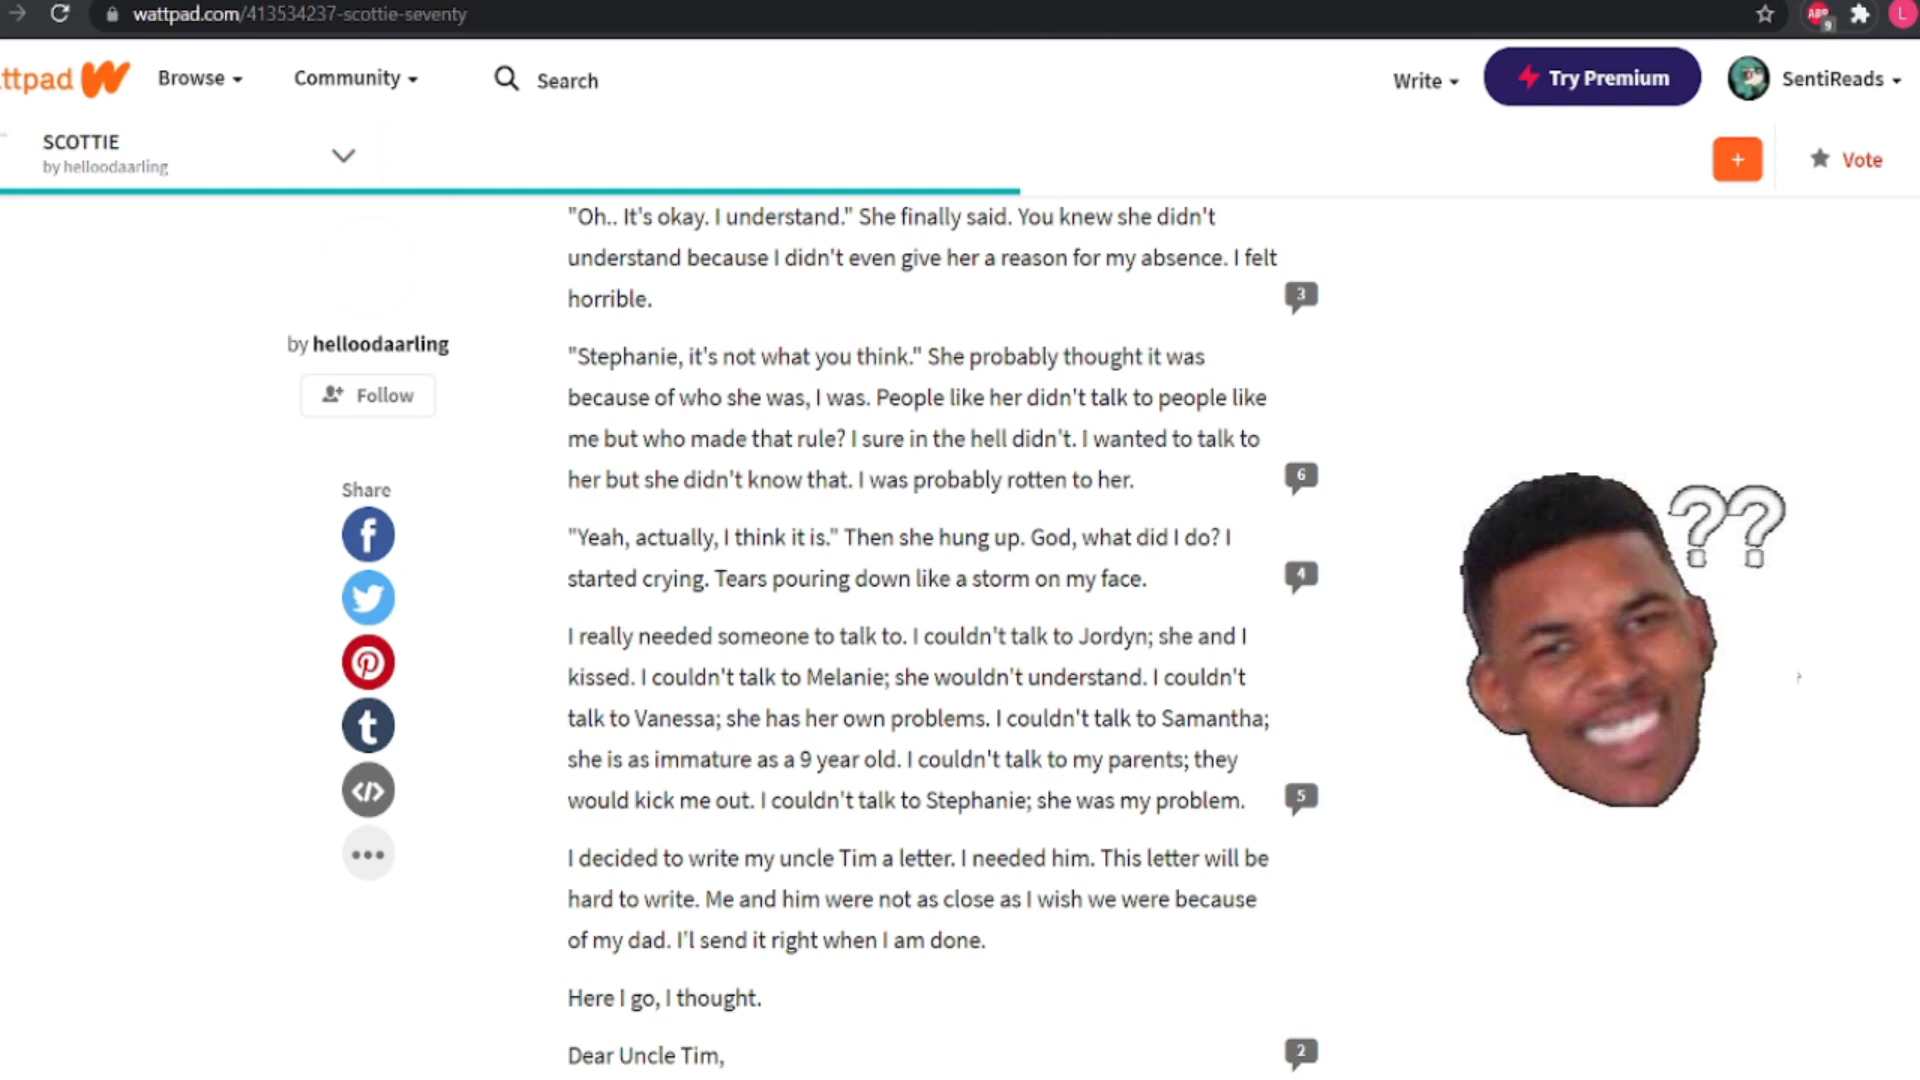 wattpad.com/413534237-scottie-seventy
ABP
9
L
ttpad
Browse
Community
Search
Write
Try Premium
SentiReads
SCOTTIE
by helloodaarling
+
Vote
by helloodaarling
Follow
Share
"Oh.. It's okay. I understand." She finally said. You knew she didn't
understand because I didn't even give her a reason for my absence. I felt
horrible.
3
"Stephanie, it's not what you think." She probably thought it was
because of who she was, I was. People like her didn't talk to people like
me but who made that rule? I sure in the hell didn't. I wanted to talk to
her but she didn't know that. I was probably rotten to her.
6
"Yeah, actually, I think it is." Then she hung up. God, what did I do? I
started crying. Tears pouring down like a storm on my face.
4
I really needed someone to talk to. I couldn't talk to Jordyn; she and I
kissed. I couldn't talk to Melanie; she wouldn't understand. I couldn't
talk to Vanessa; she has her own problems. I couldn't talk to Samantha;
she is as immature as a 9 year old. I couldn't talk to my parents; they
would kick me out. I couldn't talk to Stephanie; she was my problem.
5
I decided to write my uncle Tim a letter. I needed him. This letter will be
hard to write. Me and him were not as close as I wish we were because
of my dad. I'l send it right when I am done.
Here I go, I thought.
Dear Uncle Tim,
2
??